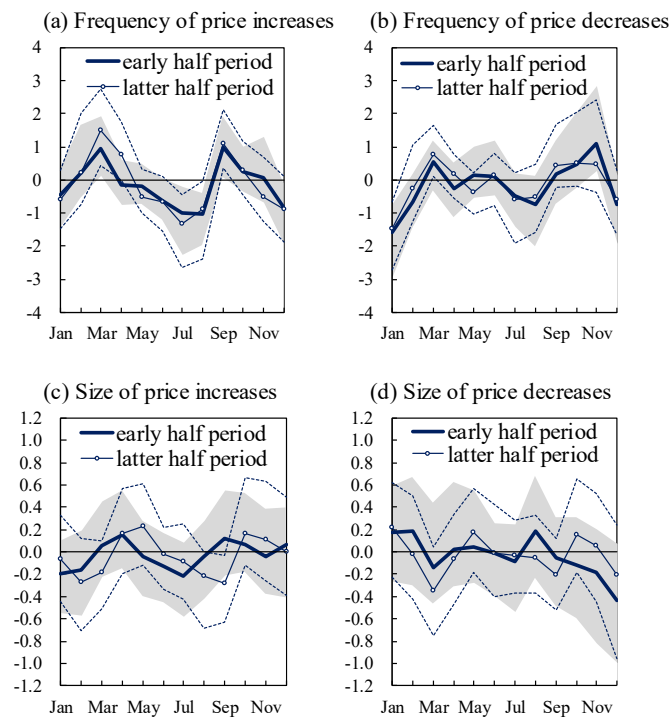 (a) Frequency of price increases
(b) Frequency of price decreases
4
3
2
1
0
-1
-2
-3
-4
early half period
latter half period
Jan Mar May Jul Sep Nov
4
3
2
1
0
-1
-2
-3
-4
early half period
latter half period
Jan Mar May Jul Sep Nov
(c) Size of price increases
(d) Size of price decreases
1.2
1.0
0.8
0.6
0.4
0.2
0.0
-0.2
-0.4
-0.6
-0.8
-1.0
-1.2
early half period
latter half period
Jan Mar May Jul Sep Nov
1.2
1.0
0.8
0.6
0.4
0.2
0.0
-0.2
-0.4
-0.6
-0.8
-1.0
-1.2
early half period
latter half period
Jan Mar May Jul Sep Nov